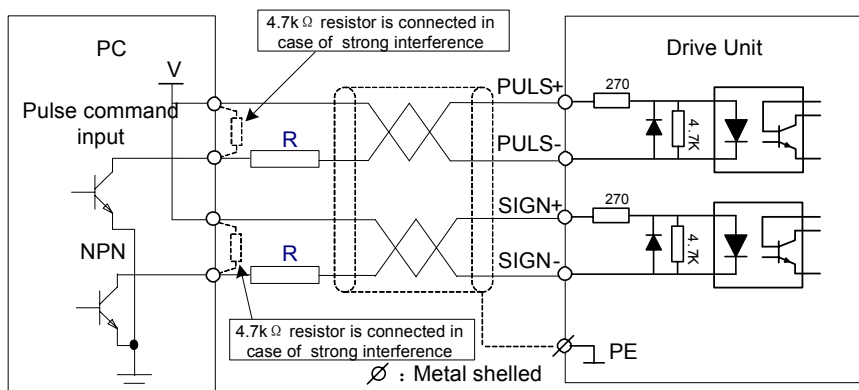 4.7kΩ resistor is connected in
case of strong interference
PC
Drive Unit
V
PULS+
270
Pulse command
input
4.7K
R
PULS-
SIGN+
270
NPN
4.7K
R
SIGN-
4.7kΩ resistor is connected in
case of strong interference
PE
: Metal shelled